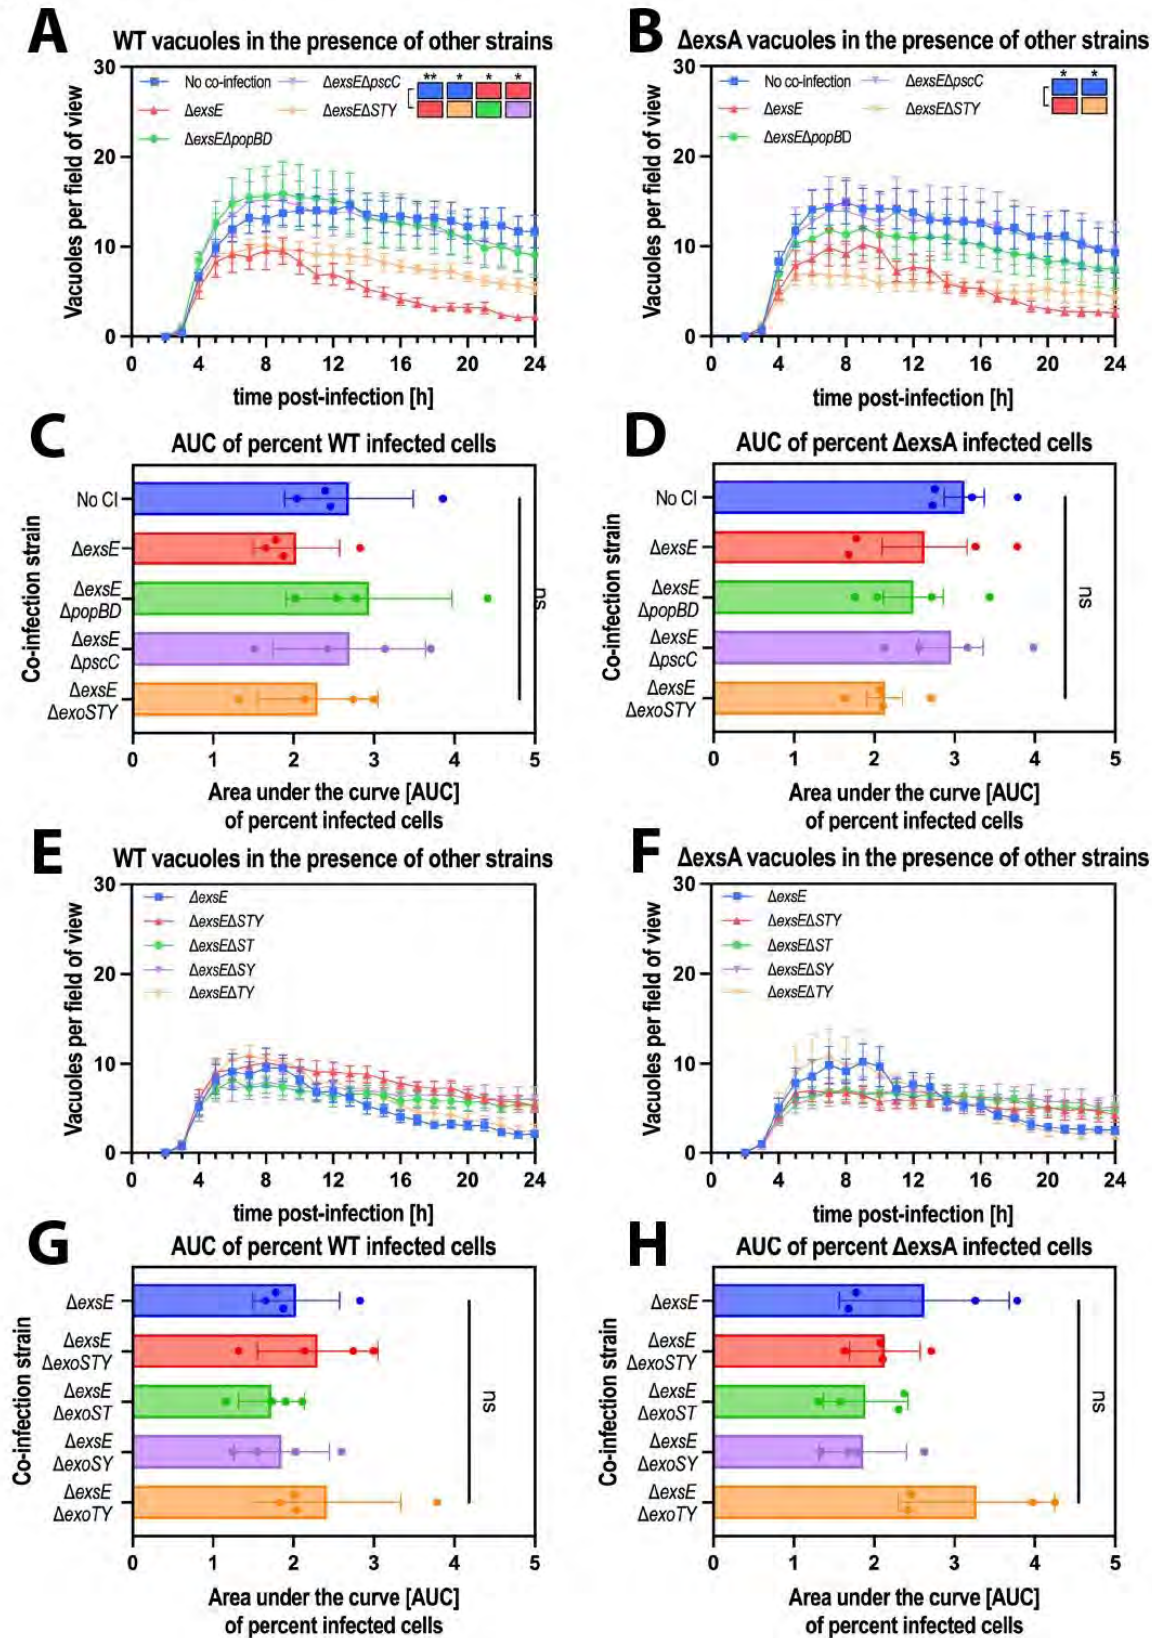 A
WT vacuoles in the presence of other strains
30
20
10
0
Vacuoles per field of view
No co-infection
ΔexsE
ΔexsEΔpopBD
ΔexsEΔpscC
ΔexsEΔSTY
** * * *
0 4 8 12 16 20 24
time post-infection [h]
B
ΔexsA vacuoles in the presence of other strains
30
20
10
0
Vacuoles per field of view
No co-infection
ΔexsE
ΔexsEΔpopBD
ΔexsEΔpscC
ΔexsEΔSTY
* *
0 4 8 12 16 20 24
time post-infection [h]
C
AUC of percent WT infected cells
Co-infection strain
No CI
ΔexsE
ΔexsE
ΔpopBD
ΔexsE
ΔpscC
ΔexsE
ΔexoSTY
ns
0 1 2 3 4 5
Area under the curve [AUC]
of percent infected cells
D
AUC of percent ΔexsA infected cells
Co-infection strain
No CI
ΔexsE
ΔexsE
ΔpopBD
ΔexsE
ΔpscC
ΔexsE
ΔexoSTY
ns
0 1 2 3 4 5
Area under the curve [AUC]
of percent infected cells
E
WT vacuoles in the presence of other strains
30
20
10
0
Vacuoles per field of view
ΔexsE
ΔexsEΔSTY
ΔexsEΔST
ΔexsEΔSY
ΔexsEΔTY
0 4 8 12 16 20 24
time post-infection [h]
F
ΔexsA vacuoles in the presence of other strains
30
20
10
0
Vacuoles per field of view
ΔexsE
ΔexsEΔSTY
ΔexsEΔST
ΔexsEΔSY
ΔexsEΔTY
0 4 8 12 16 20 24
time post-infection [h]
G
AUC of percent WT infected cells
Co-infection strain
ΔexsE
ΔexsE
ΔexoSTY
ΔexsE
ΔexoST
ΔexsE
ΔexoSY
ΔexsE
ΔexoTY
ns
0 1 2 3 4 5
Area under the curve [AUC]
of percent infected cells
H
AUC of percent ΔexsA infected cells
Co-infection strain
ΔexsE
ΔexsE
ΔexoSTY
ΔexsE
ΔexoST
ΔexsE
ΔexoSY
ΔexsE
ΔexoTY
ns
0 1 2 3 4 5
Area under the curve [AUC]
of percent infected cells